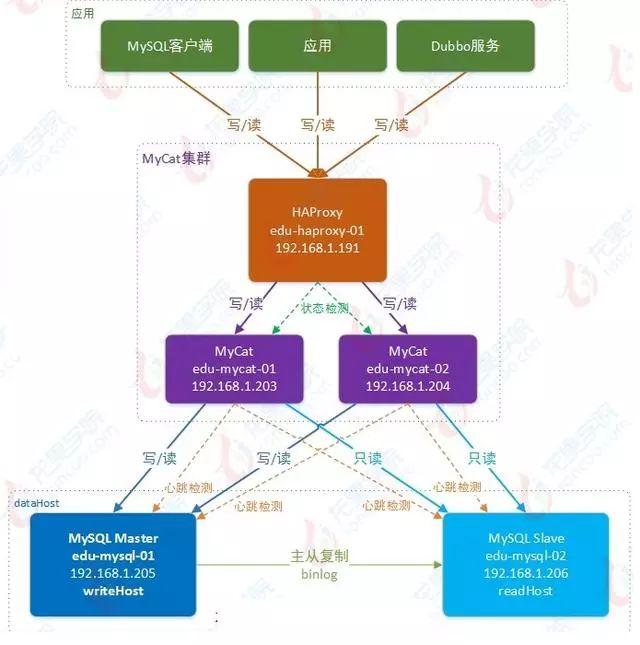 应用
MySQL客户端
应用
Dubbo服务
写/读
写/读
写/读
MyCat集群
HAProxy
edu-haproxy-01
192.168.1.191
写/读
状态检测
写/读
MyCat
edu-mycat-01
192.168.1.203
MyCat
edu-mycat-02
192.168.1.204
写/读
写/读
只读
只读
心跳检测
心跳检测
心跳检测
心跳检测
dataHost
MySQL Master
edu-mysql-01
192.168.1.205
writeHost
主从复制
binlog
MySQL Slave
edu-mysql-02
192.168.1.206
readHost
: